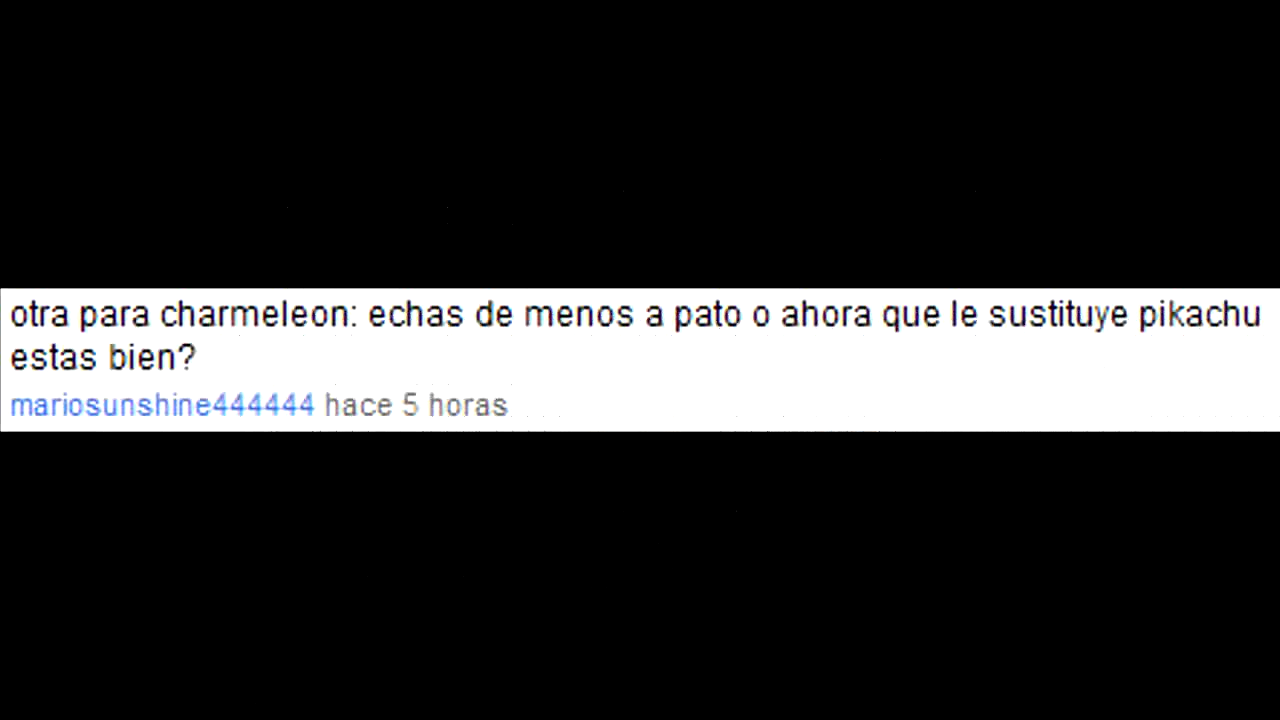 otra para charmeleon: echas de menos a pato o ahora que le sustituye pikachu
estas bien?
mariosunshine444444 hace 5 horas